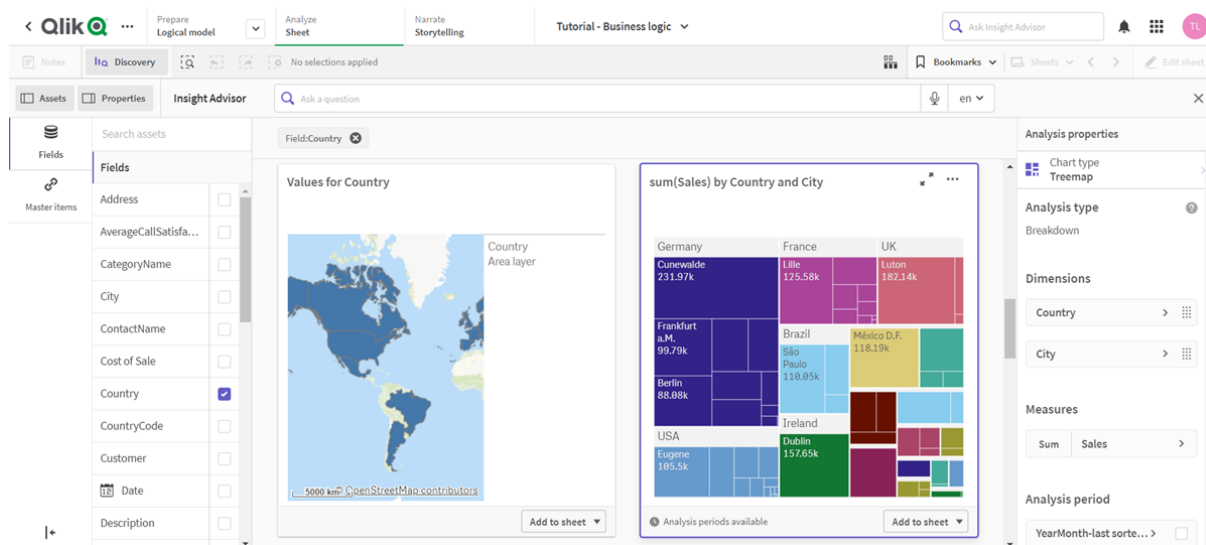 Qlik
Prepare
Logical model
Analyze
Sheet
Narrate
Storytelling
Tutorial - Business logic
Ask Insight Advisor
TL
Notes
Discovery
No selections applied
Bookmarks
Sheets
Edit sheet
Assets
Properties
Insight Advisor
Ask a question
en
Fields
Master items
Search assets
Fields
Address
AverageCallSatisfa...
CategoryName
City
ContactName
Cost of Sale
Country
CountryCode
Customer
Date
Description
Field:Country
Values for Country
Country
Area layer
5000 km
© OpenStreetMap contributors
Add to sheet
sum(Sales) by Country and City
Germany
Cunewalde
231.97k
Frankfurt
a.M.
99.79k
Berlin
88.08k
USA
Eugene
105.5k
France
Lille
125.58k
UK
Luton
182.14k
Brazil
São
Paulo
110.05k
México D.F.
118.19k
Ireland
Dublin
157.65k
Analysis periods available
Add to sheet
Analysis properties
Chart type
Treemap
Analysis type
Breakdown
Dimensions
Country
City
Measures
Sum
Sales
Analysis period
YearMonth-last sorte...